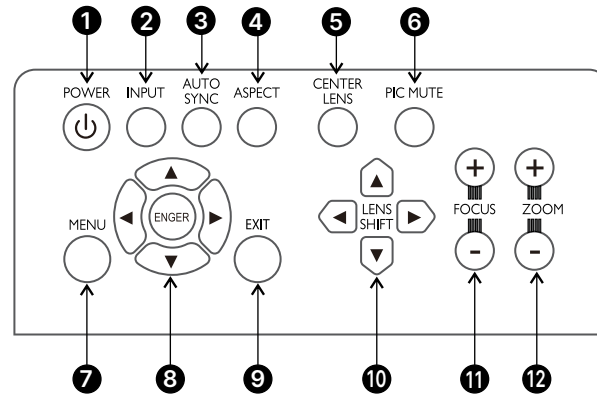 1 2 3 4 5 6
POWER INPUT AUTO SYNC ASPECT CENTER LENS PIC MUTE
+ +
MENU ENGER EXIT LENS SHIFT FOCUS ZOOM
- -
7 8 9 10 11 12